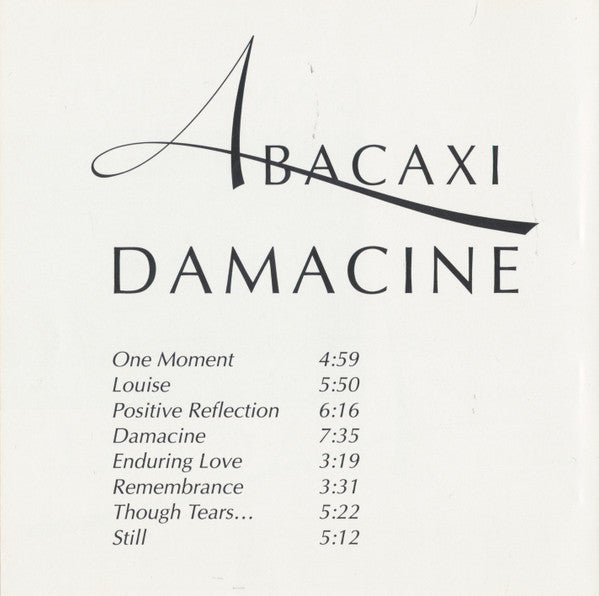 ABACAXI
DAMACINE
One Moment 4:59
Louise 5:50
Positive Reflection 6:16
Damacine 7:35
Enduring Love 3:19
Remembrance 3:31
Though Tears... 5:22
Still 5:12